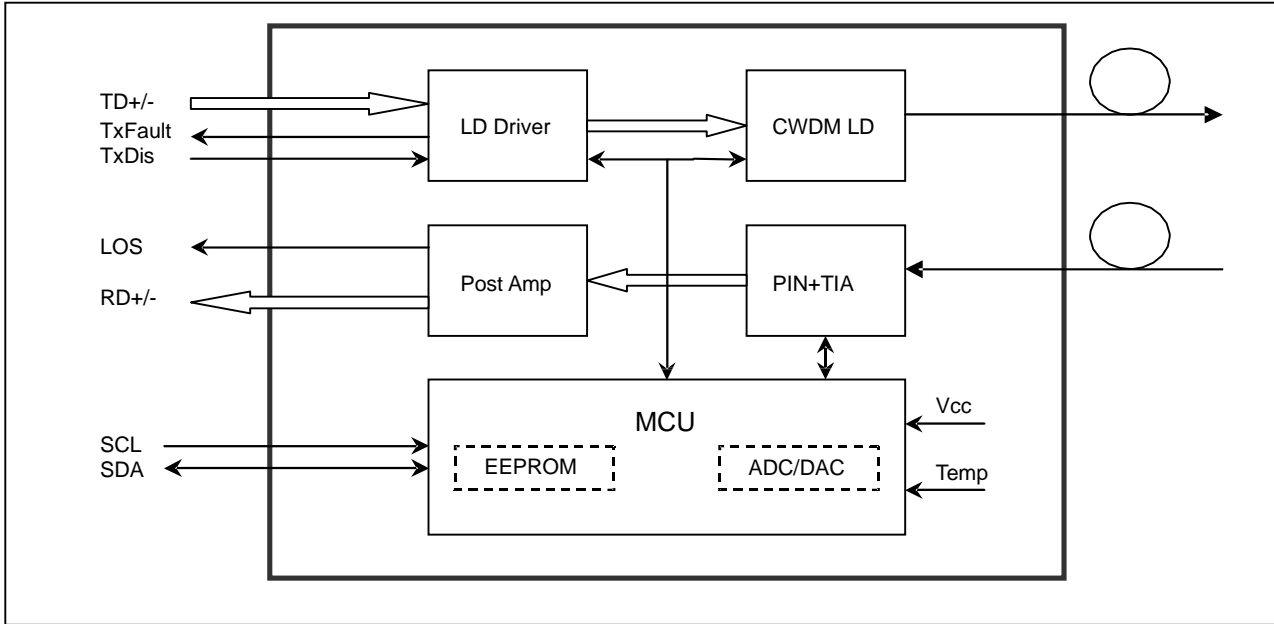 TD+/-
TxFault
TxDis
LD Driver
CWDM LD
LOS
RD+/-
Post Amp
PIN+TIA
MCU
Vcc
SCL
SDA
EEPROM
ADC/DAC
Temp